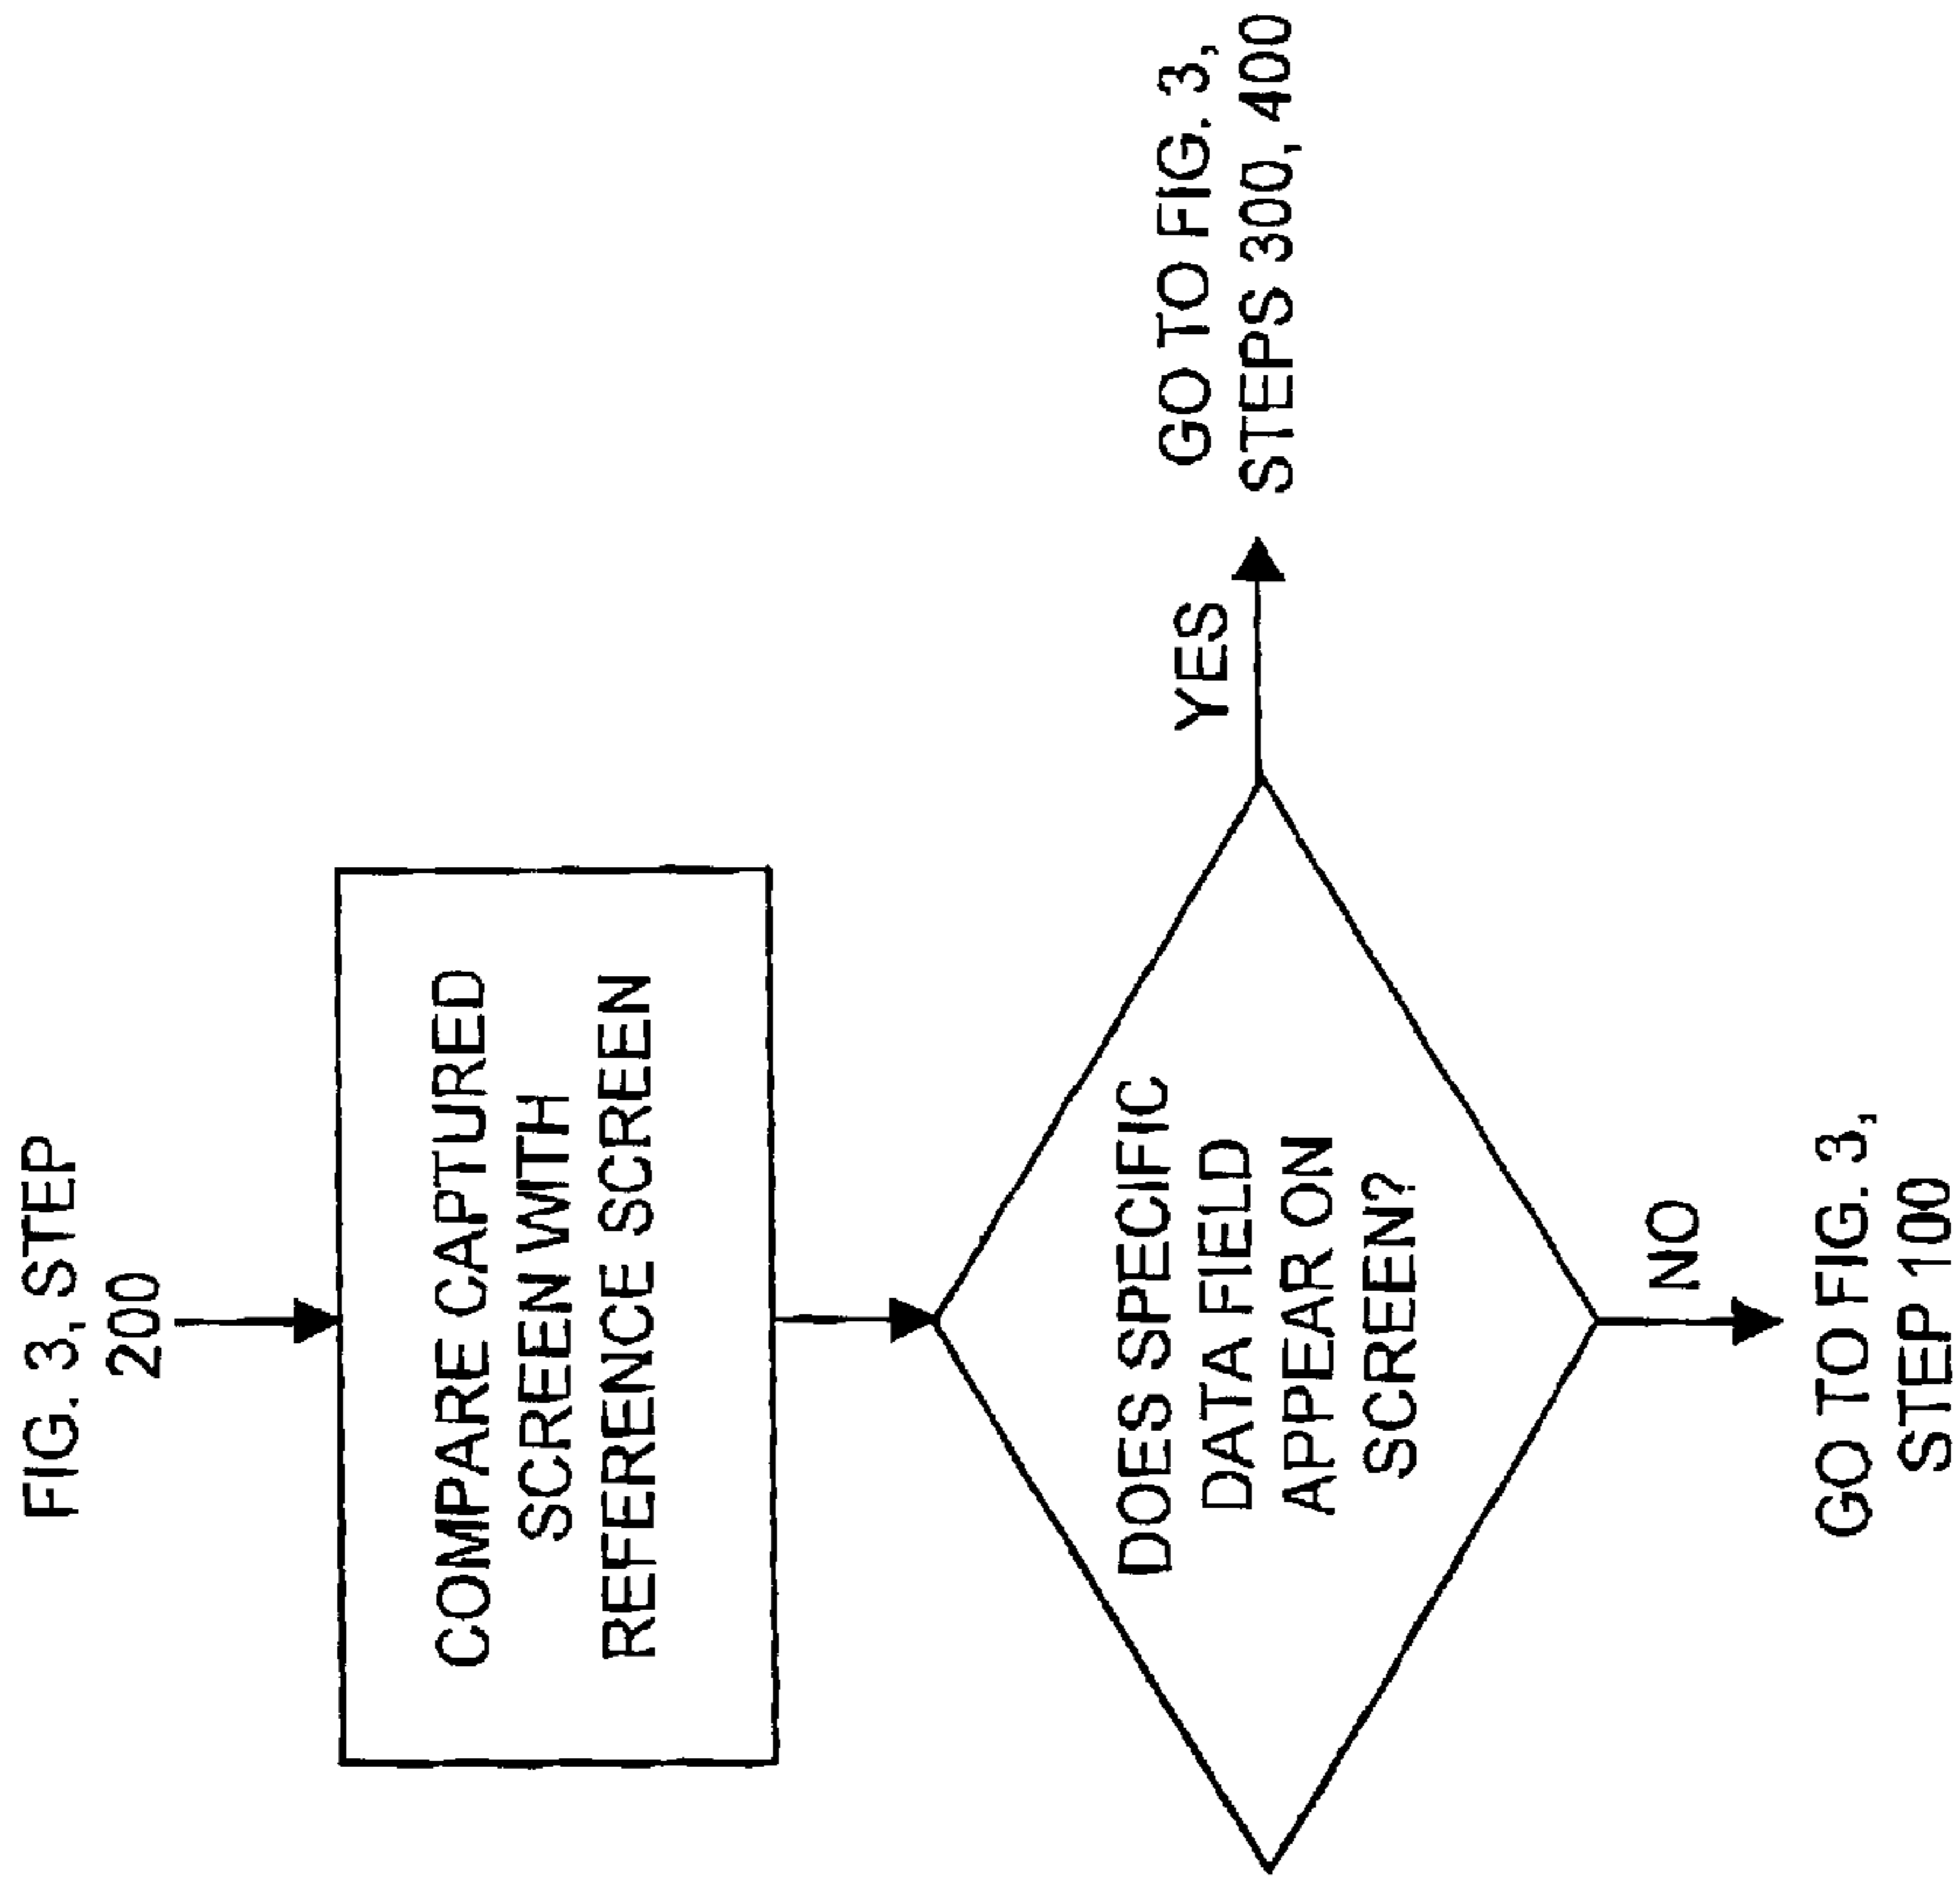 FIG. 3, STEP
200
COMPARE CAPTURED
SCREEN WITH
REFERENCE SCREEN
DOES SPECIFIC
DATA FIELD
APPEAR ON
SCREEN?
YES
GO TO FIG. 3,
STEPS 300, 400
NO
GO TO FIG. 3,
STEP 100